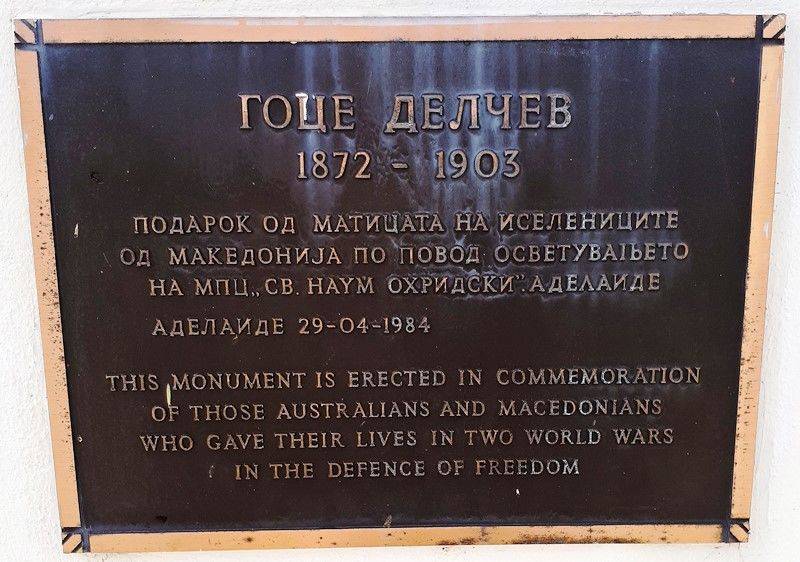 ГОЦЕ ДЕЛЧЕВ
1872 - 1903
ПОДАРОК ОД МАТИЦАТА НА ИСЕЛЕНИЦИТЕ
ОД МАКЕДОНИЈА ПО ПОВОД ОСВЕТУВАЊЕТО
НА МПЦ „СВ. НАУМ ОХРИДСКИ". АДЕЛАИДЕ
АДЕЛАИДЕ 29-04-1984
THIS MONUMENT IS ERECTED IN COMMEMORATION
OF THOSE AUSTRALIANS AND MACEDONIANS
WHO GAVE THEIR LIVES IN TWO WORLD WARS
IN THE DEFENCE OF FREEDOM